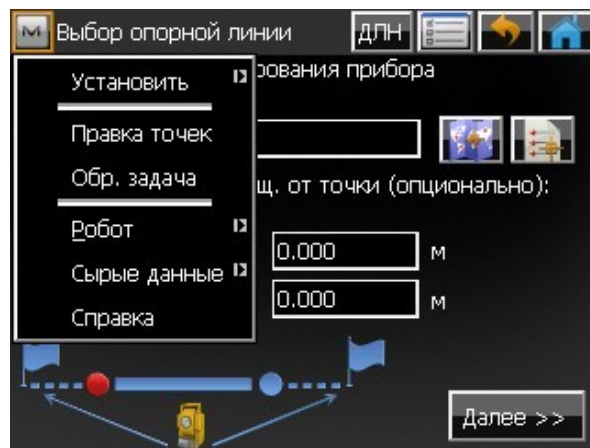 M Выбор опорной линии ДЛН
Установить
рования прибора
Правка точек
Обр. задача
щ. от точки (опционально):
Робот
0.000 м
Сырые данные
0.000 м
Справка
Далее >>